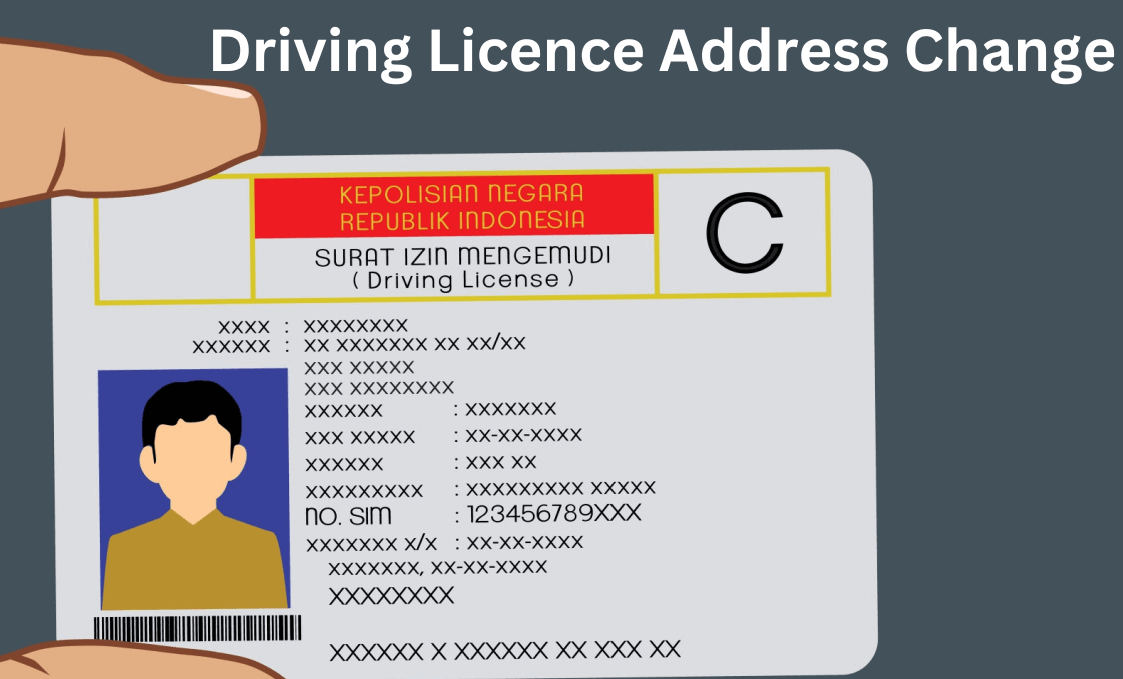 Driving Licence Address Change
KEPOLISIAN NEGARA
REPUBLIK INDONESIA
C
SURAT IZIN MENGEMUDI
( Driving License )
xxxx : xxxxxxxx
xxxxxx : xx xxxxxxx xx xx/xx
xxx xxxxx
xxx xxxxxxxx
xxxxxx : xxxxxxx
xxx xxxxx : xx-xx-xxxx
xxxxxx : xxx xx
xxxxxxxxx : xxxxxxxxx xxxxx
NO. SIM : 123456789XXX
xxxxxxx x/x : xx-xx-xxxx
xxxxxxx, xx-xx-xxxx
XXXXXXXX
XXXXXX X XXXXXX XX XXX XX